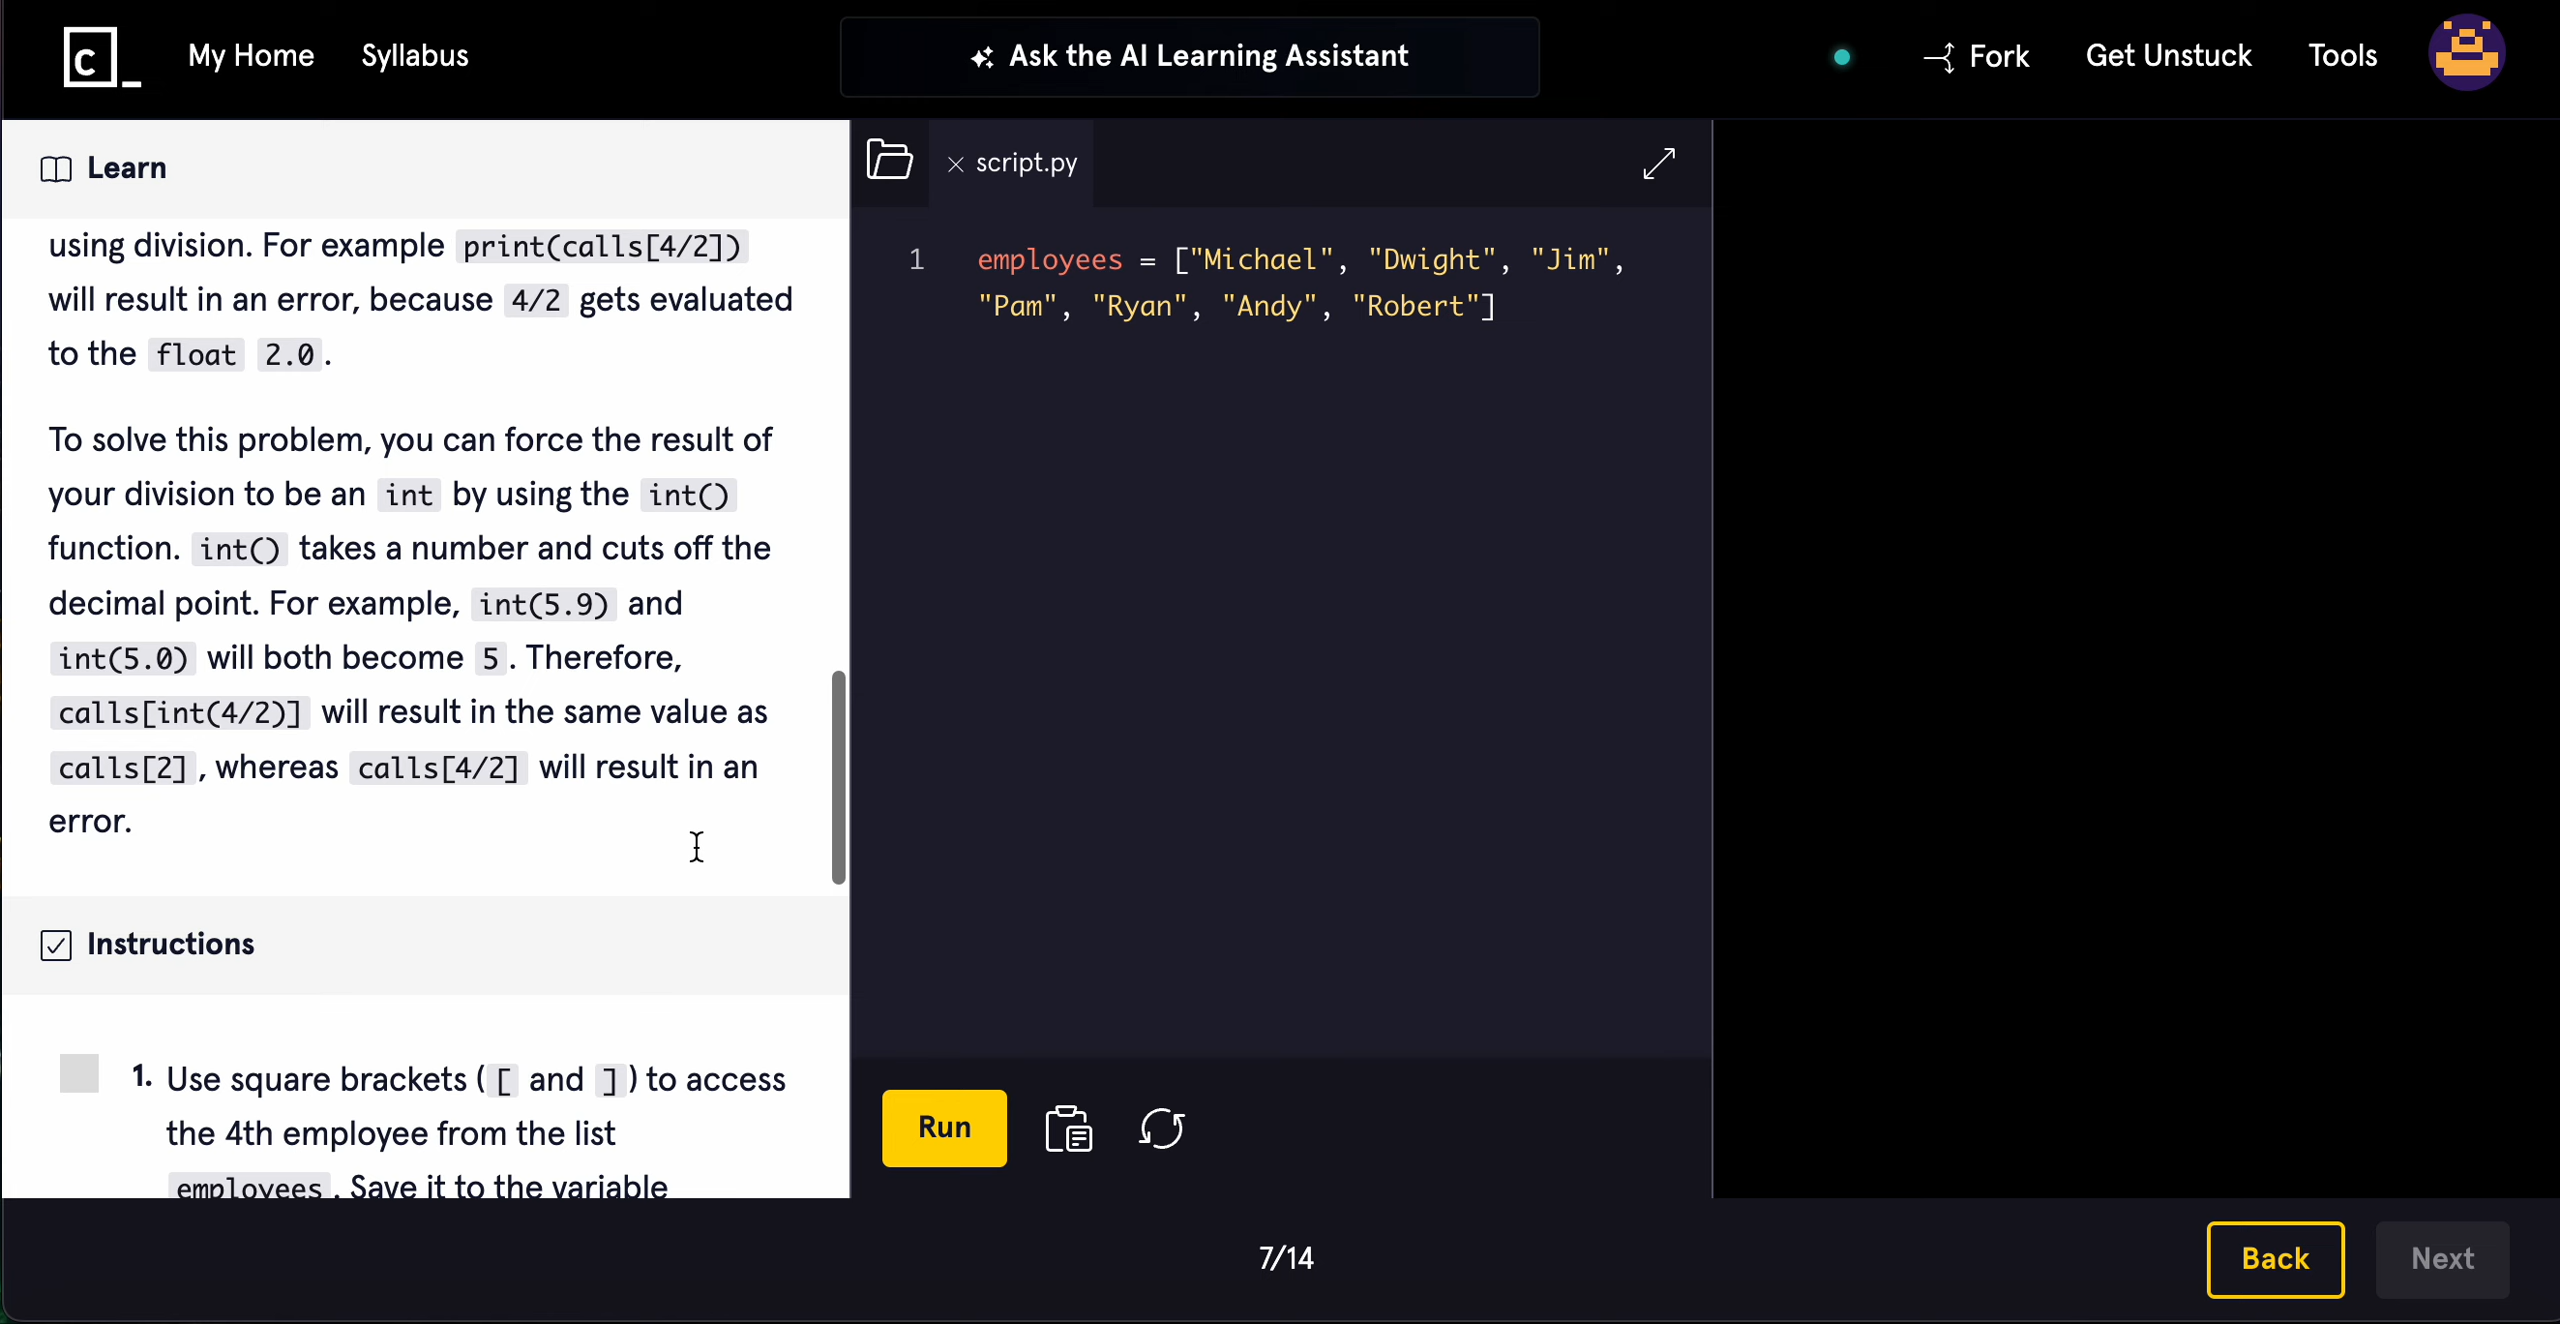 c_ My Home Syllabus Ask the AI Learning Assistant Fork Get Unstuck Tools
Learn
using division. For example print(calls[4/2])
will result in an error, because 4/2 gets evaluated
to the float 2.0.
To solve this problem, you can force the result of
your division to be an int by using the int()
function. int() takes a number and cuts off the
decimal point. For example, int(5.9) and
int(5.0) will both become 5. Therefore,
calls[int(4/2)] will result in the same value as
calls[2], whereas calls[4/2] will result in an
error.
Instructions
1. Use square brackets ([ and ]) to access
the 4th employee from the list
employees. Save it to the variable
script.py
1 employees = ["Michael", "Dwight", "Jim",
"Pam", "Ryan", "Andy", "Robert"]
Run
7/14
Back Next